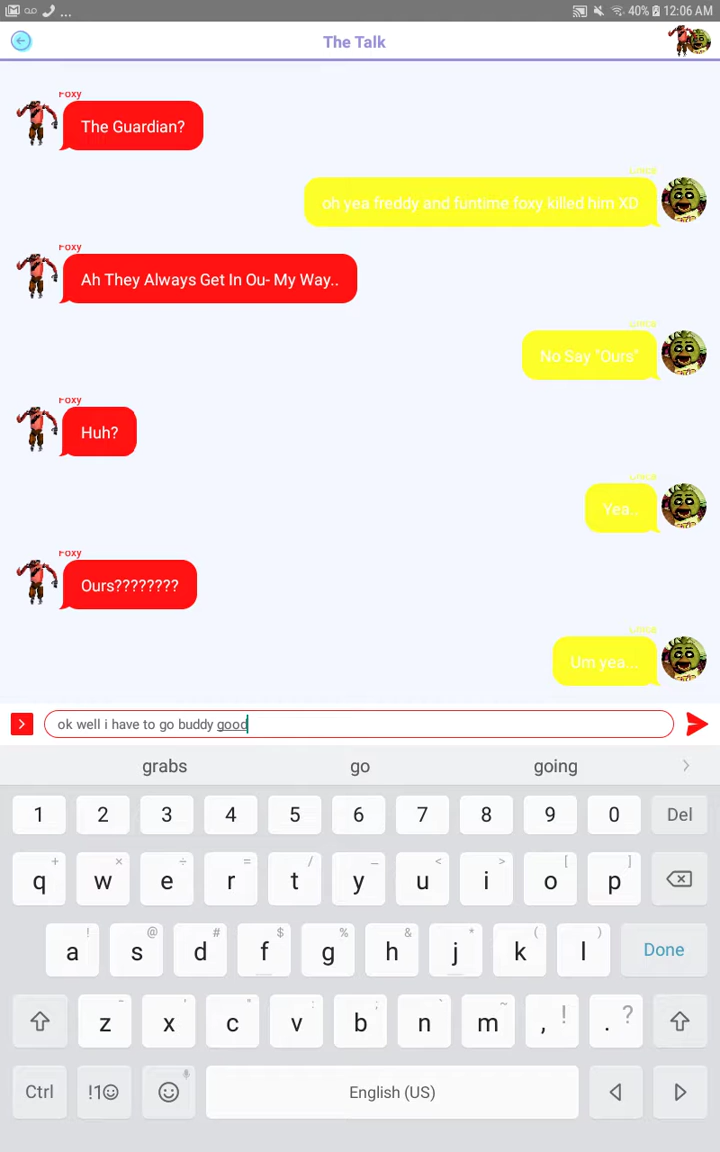 ... 40% 12:06 AM
The Talk
Foxy
The Guardian?
oh yea freddy and funtime foxy killed him XD
Foxy
Ah They Always Get In Ou- My Way..
No Say "Ours"
Foxy
Huh?
Yea..
Foxy
Ours????????
Um yea...
ok well i have to go buddy good
grabs go going
1 2 3 4 5 6 7 8 9 0 Del
+ × ÷ = / _ < > [ ]
q w e r t y u i o p
! @ # $ % & * ( )
a s d f g h j k l Done
- ' " : ; ` ~ ! ?
z x c v b n m , .
Ctrl !1☺ English (US)